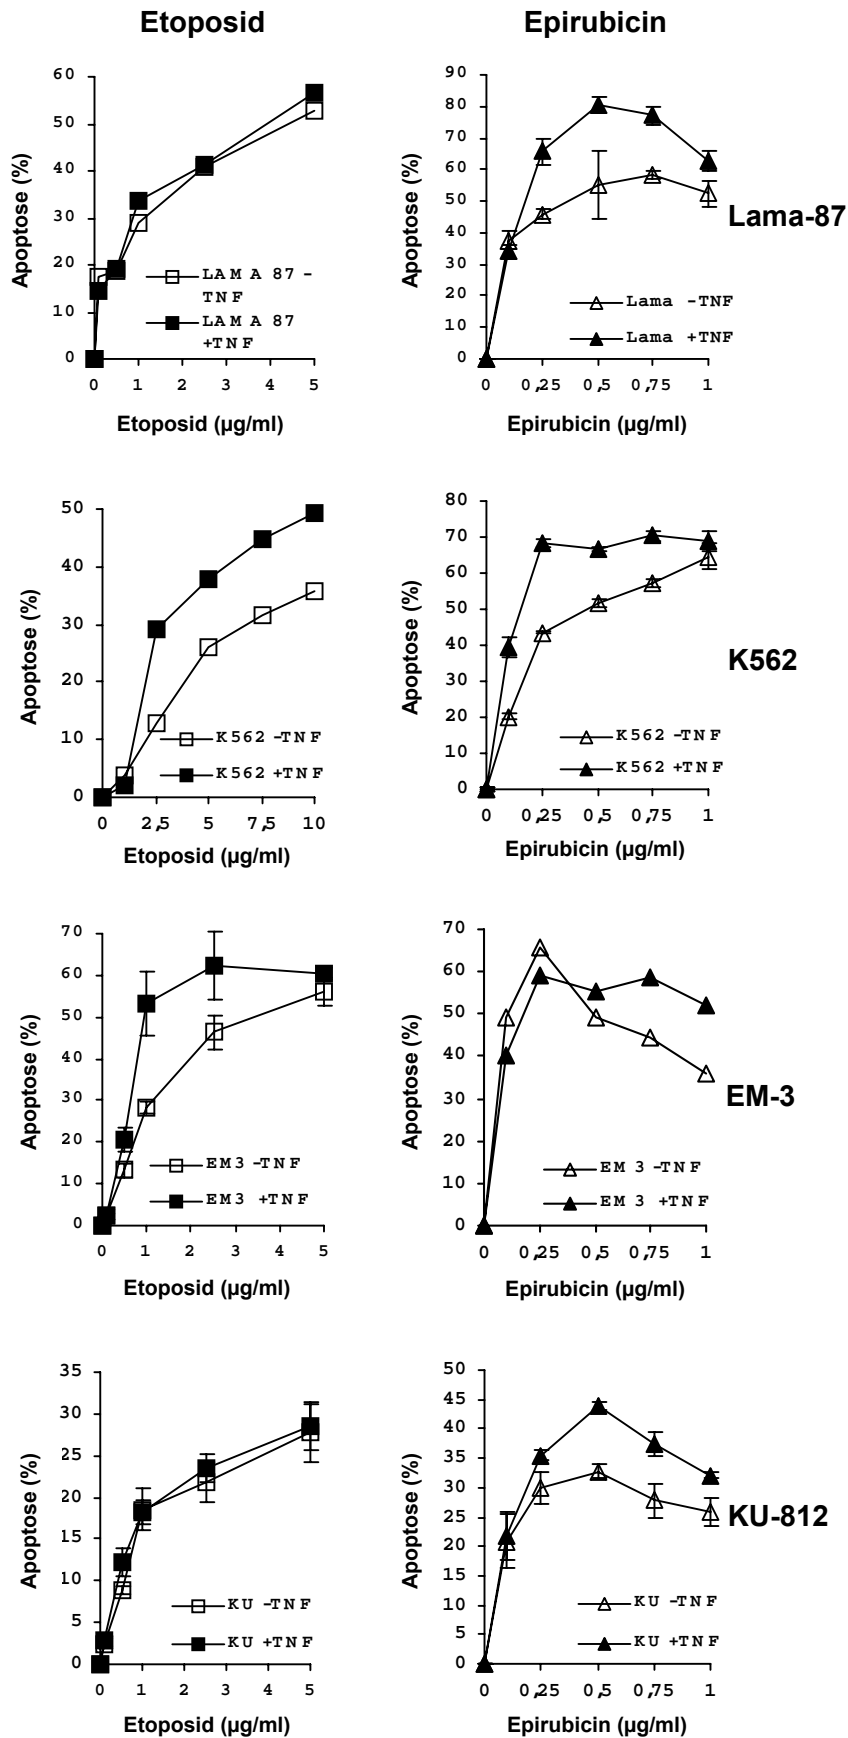 Etoposid
Epirubicin
60
50
40
30
20
10
0
Apoptose (%)
LAMA 87 -
TNF
LAMA 87
+TNF
0 1 2 3 4 5
Etoposid (µg/ml)
90
80
70
60
50
40
30
20
10
0
Apoptose (%)
Lama -TNF
Lama +TNF
0 0,25 0,5 0,75 1
Epirubicin (µg/ml)
Lama-87
50
40
30
20
10
0
Apoptose (%)
K562 -TNF
K562 +TNF
0 2,5 5 7,5 10
Etoposid (µg/ml)
80
70
60
50
40
30
20
10
0
Apoptose (%)
K562 -TNF
K562 +TNF
0 0,25 0,5 0,75 1
Epirubicin (µg/ml)
K562
70
60
50
40
30
20
10
0
Apoptose (%)
EM3 -TNF
EM3 +TNF
0 1 2 3 4 5
Etoposid (µg/ml)
70
60
50
40
30
20
10
0
Apoptose (%)
EM3 -TNF
EM3 +TNF
0 0,25 0,5 0,75 1
Epirubicin (µg/ml)
EM-3
35
30
25
20
15
10
5
0
Apoptose (%)
KU -TNF
KU +TNF
0 1 2 3 4 5
Etoposid (µg/ml)
50
45
40
35
30
25
20
15
10
5
0
Apoptose (%)
KU -TNF
KU +TNF
0 0,25 0,5 0,75 1
Epirubicin (µg/ml)
KU-812